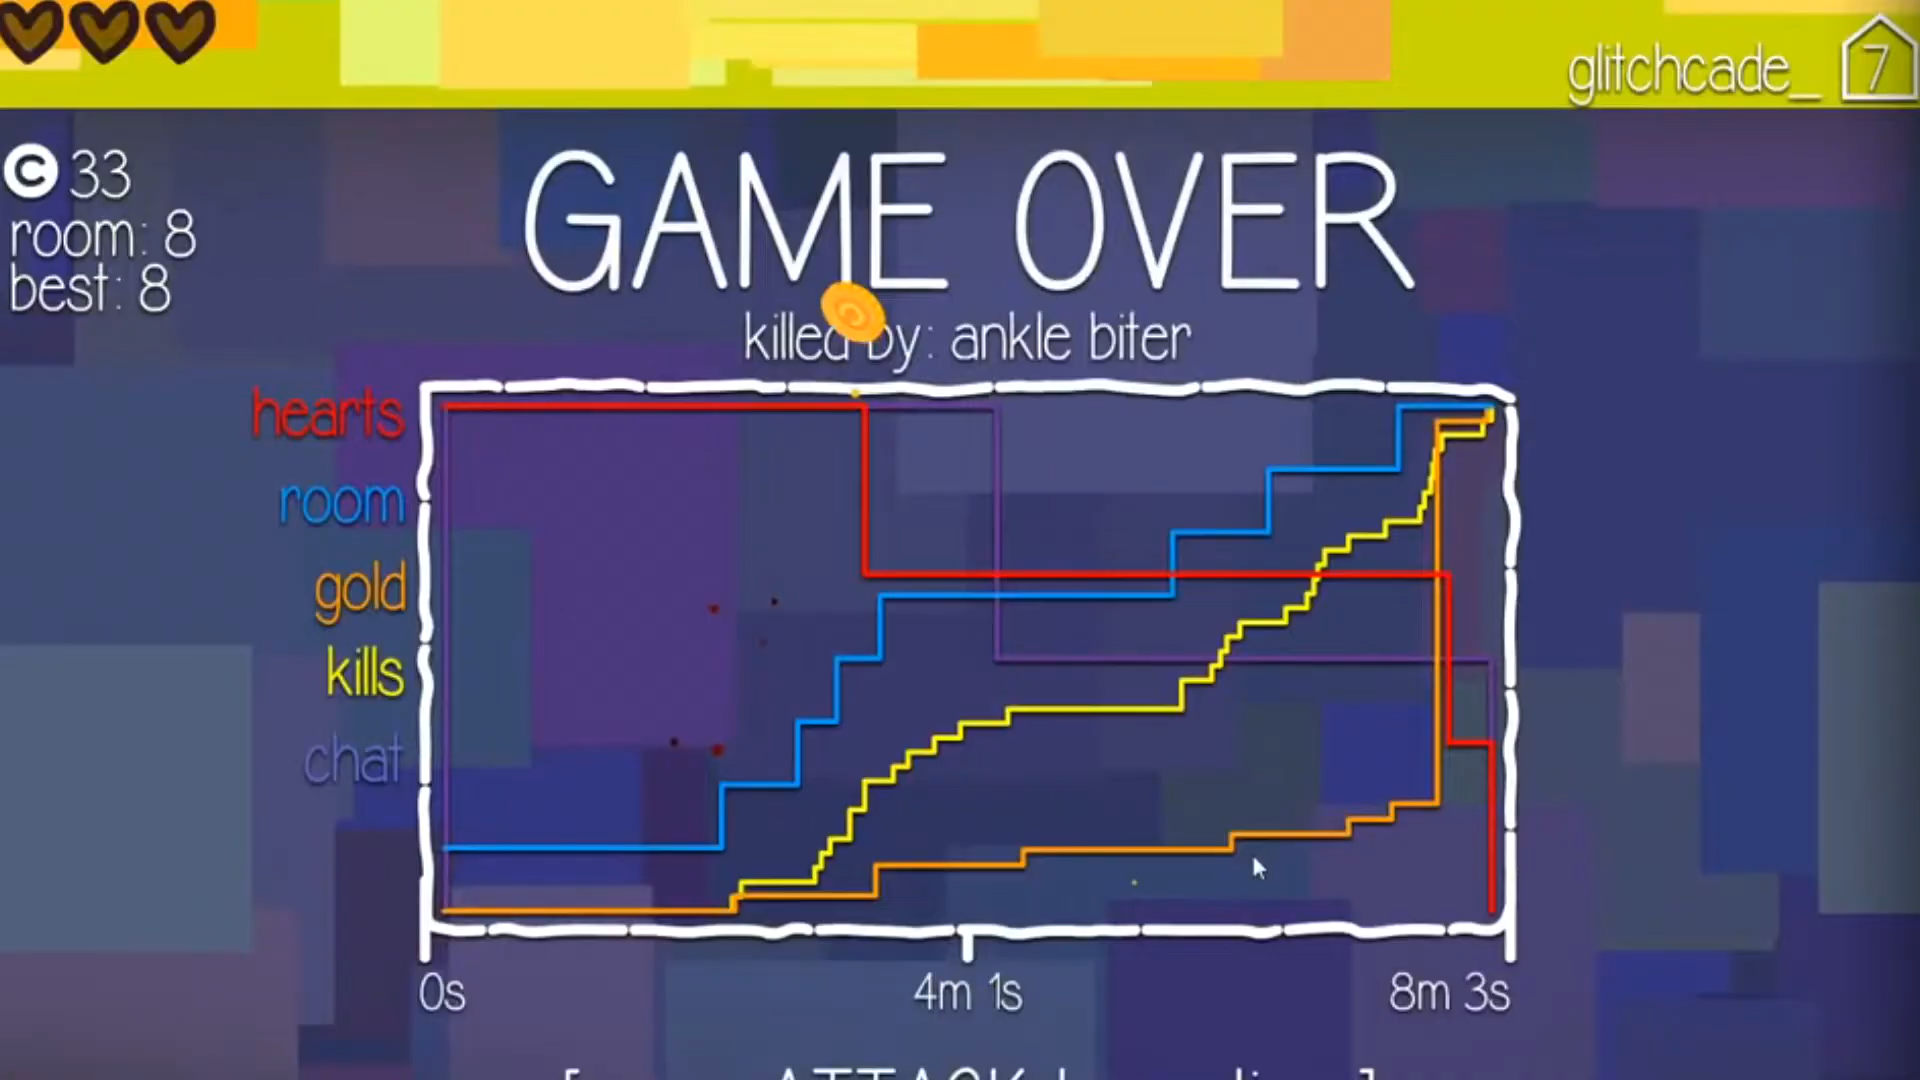 glitchcade_ 7
C 33
room: 8
best: 8
GAME OVER
killed by: ankle biter
hearts
room
gold
kills
chat
0s 4m 1s 8m 3s